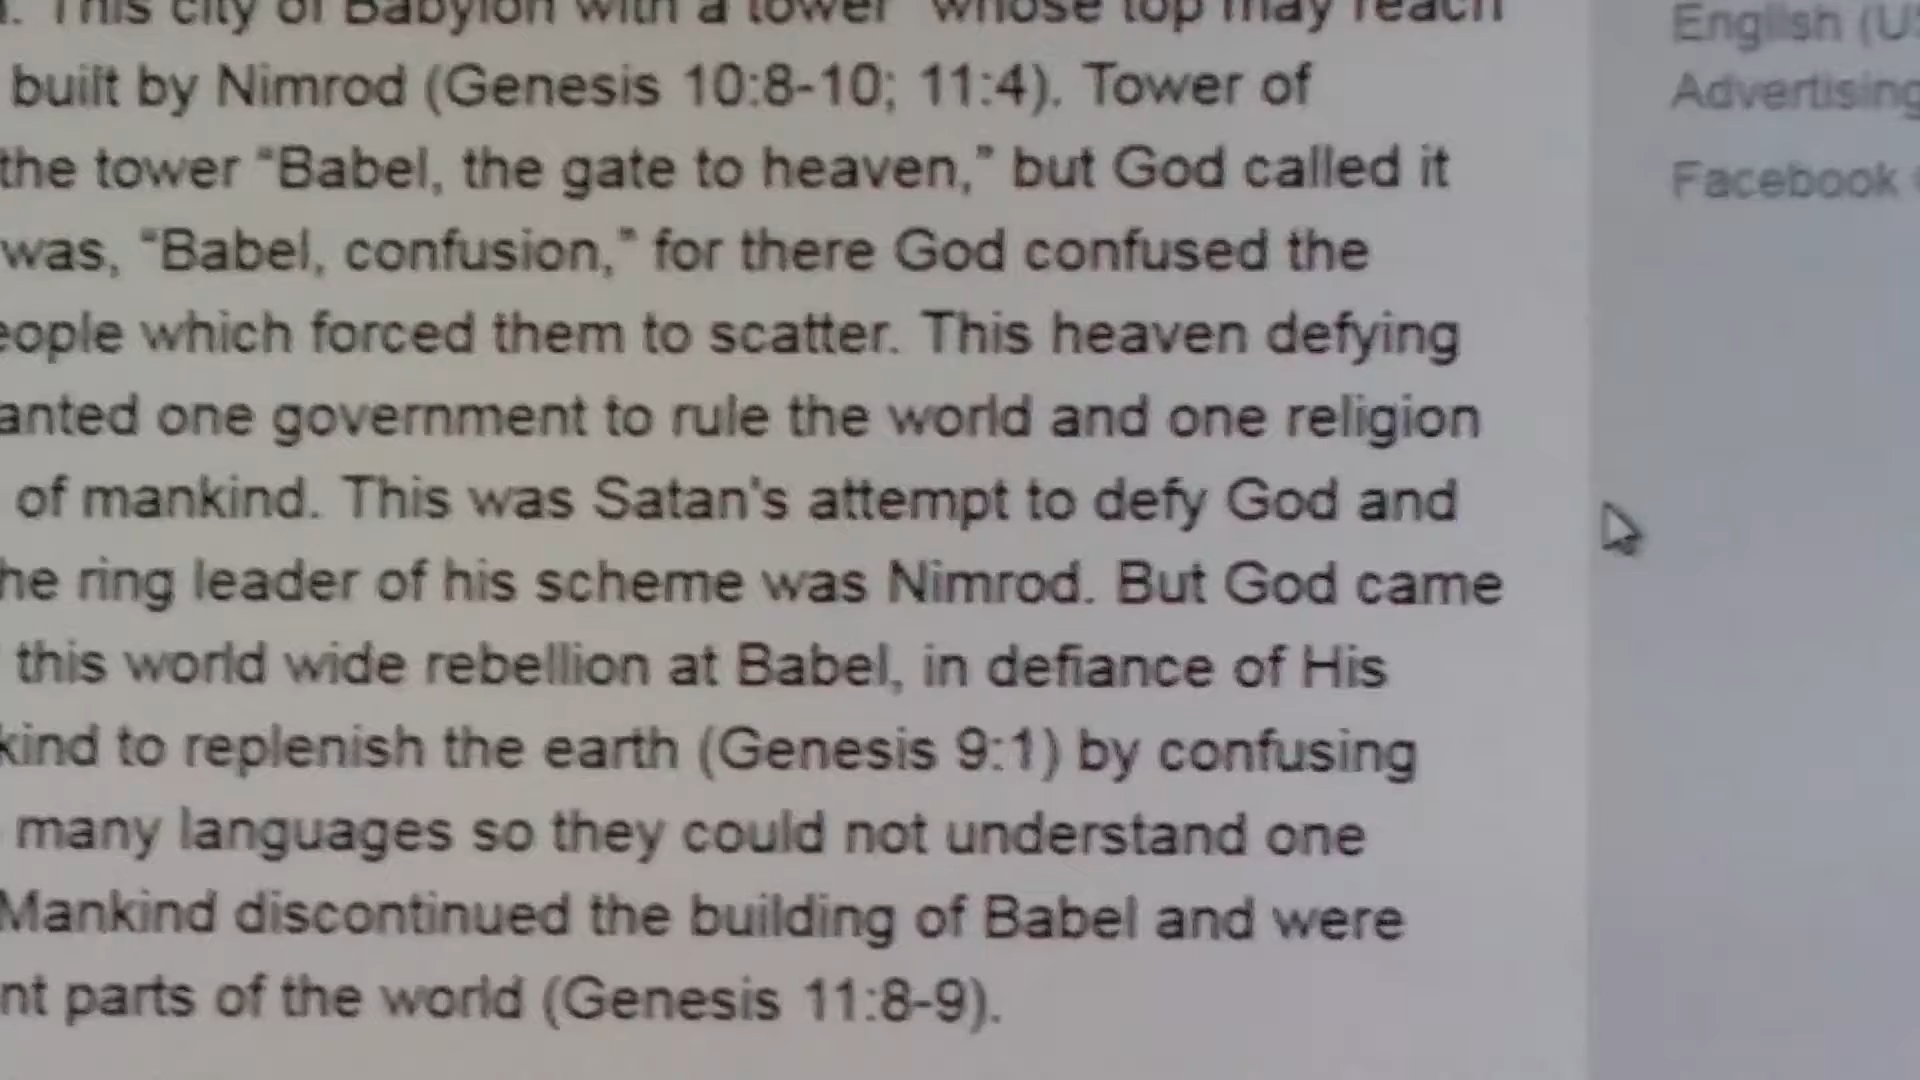 This city of Babylon with a tower "whose top may reach
built by Nimrod (Genesis 10:8-10; 11:4). Tower of
the tower “Babel, the gate to heaven,” but God called it
was, “Babel, confusion,” for there God confused the
eople which forced them to scatter. This heaven defying
anted one government to rule the world and one religion
of mankind. This was Satan's attempt to defy God and
he ring leader of his scheme was Nimrod. But God came
this world wide rebellion at Babel, in defiance of His
kind to replenish the earth (Genesis 9:1) by confusing
many languages so they could not understand one
Mankind discontinued the building of Babel and were
nt parts of the world (Genesis 11:8-9).
English (US
Advertising
Facebook